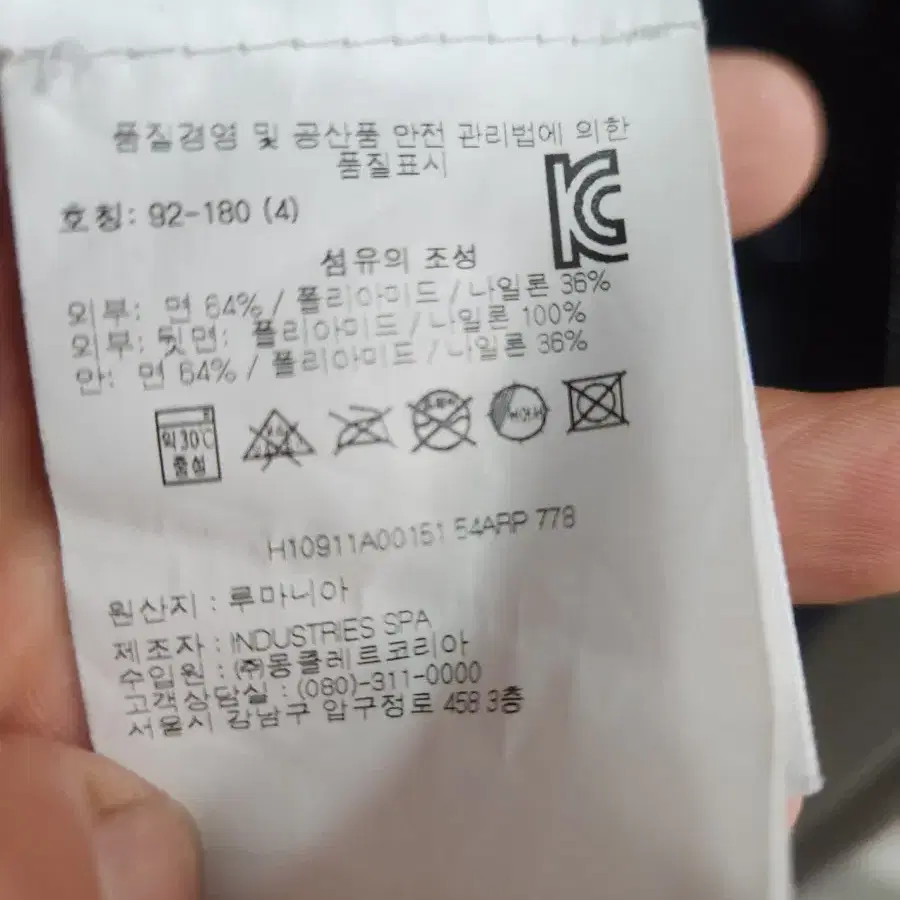 품질경영 및 공산품 안전 관리법에 의한
품질표시
호칭: 92-180 (4)
섬유의 조성
외부: 면 64% / 폴리아미드 / 나일론 36%
외부: 뒷면: 폴리아미드 / 나일론 100%
안: 면 64% / 폴리아미드 / 나일론 36%
약 30℃
중성
H10911A00151 54ARP 778
원산지 : 루마니아
제조자 : INDUSTRIES SPA
수입원 : (주)몽클레르코리아
고객상담실 : (080)-311-0000
서울시 강남구 압구정로 458 3층